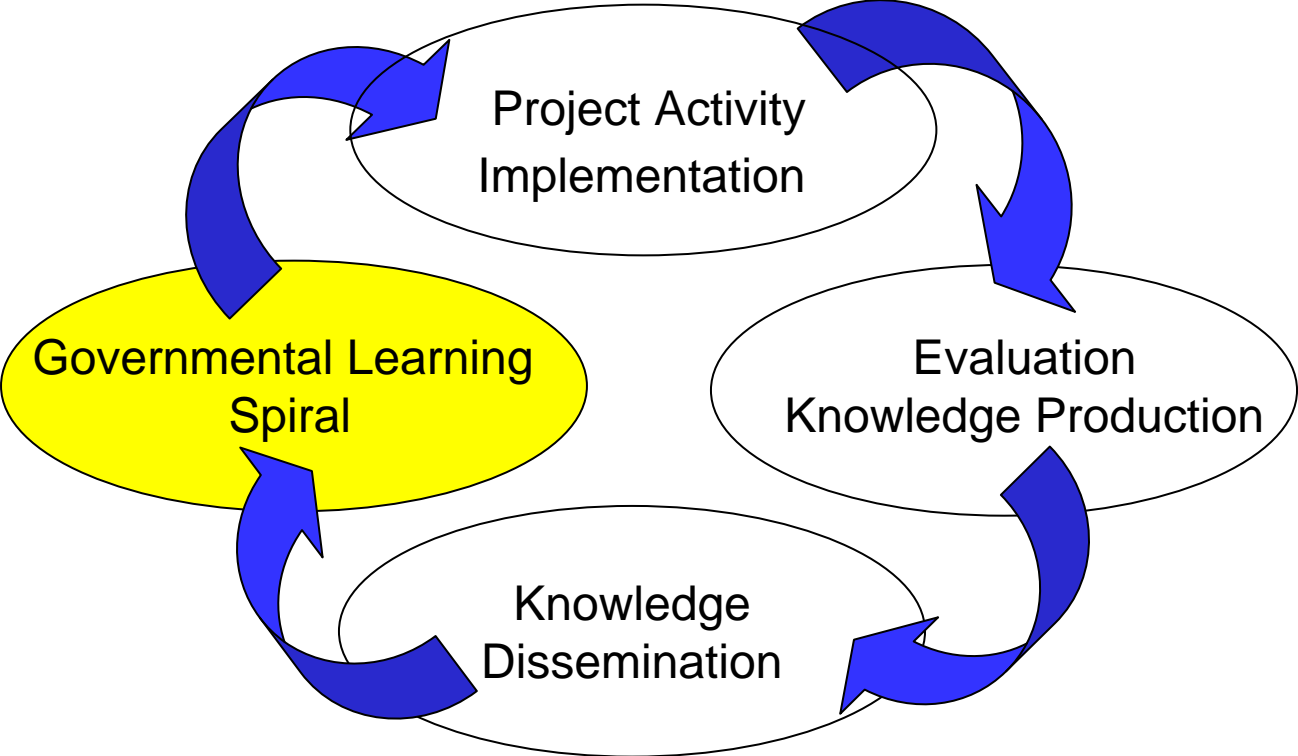 Project Activity
Implementation
Governmental Learning
Spiral
Evaluation
Knowledge Production
Knowledge
Dissemination